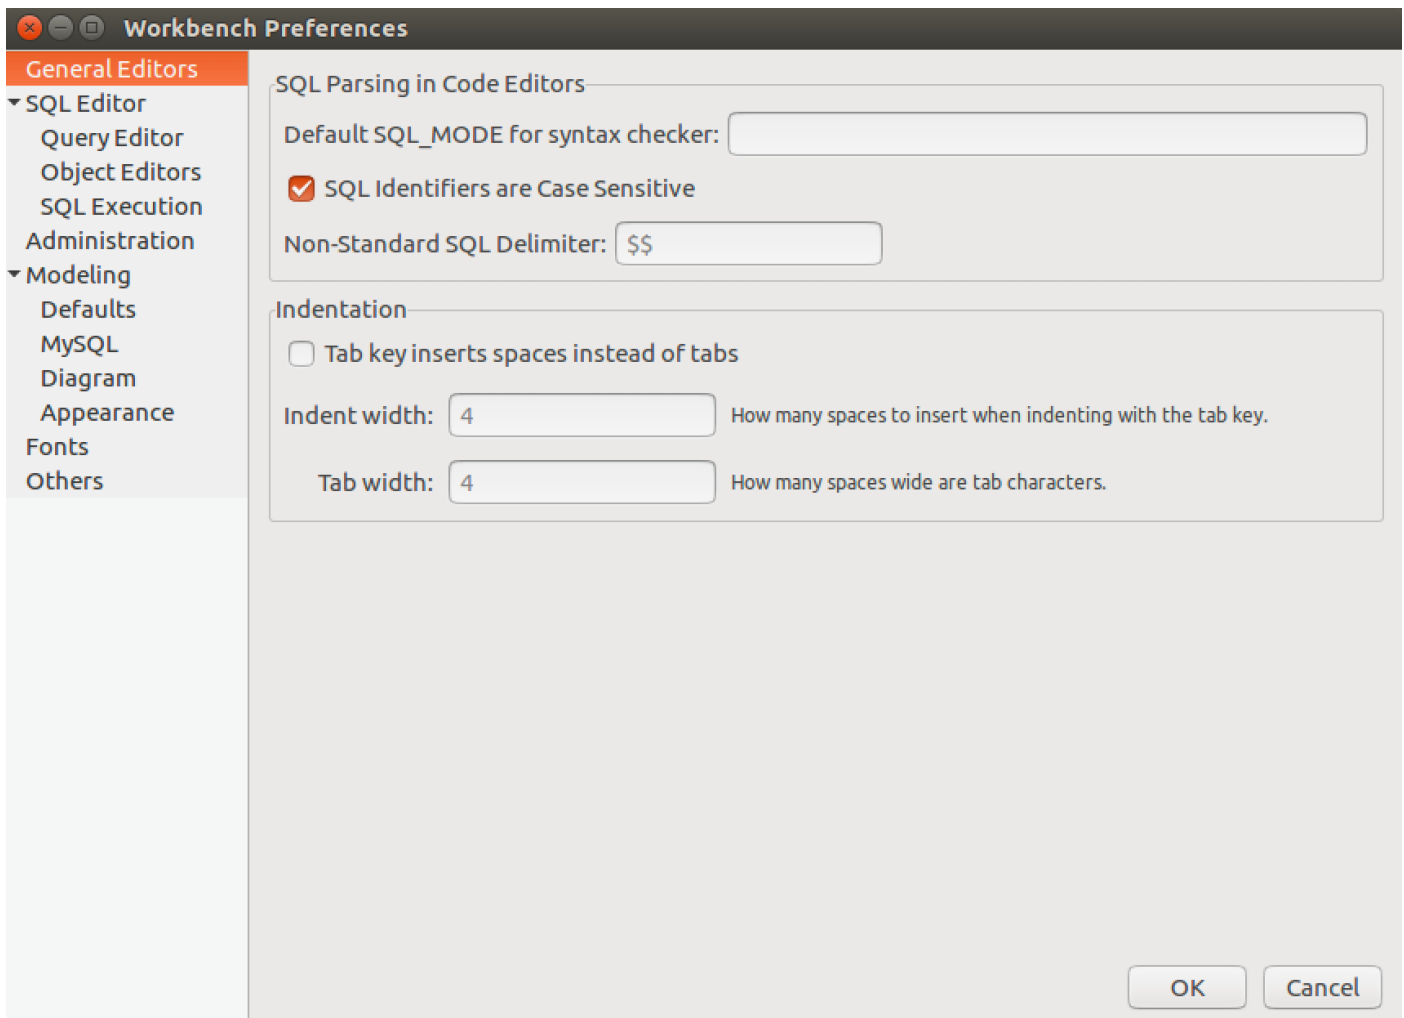 Workbench Preferences
General Editors
SQL Editor
Query Editor
Object Editors
SQL Execution
Administration
Modeling
Defaults
MySQL
Diagram
Appearance
Fonts
Others
SQL Parsing in Code Editors
Default SQL_MODE for syntax checker:
SQL Identifiers are Case Sensitive
Non-Standard SQL Delimiter: $$
Indentation
Tab key inserts spaces instead of tabs
Indent width: 4 How many spaces to insert when indenting with the tab key.
Tab width: 4 How many spaces wide are tab characters.
OK Cancel